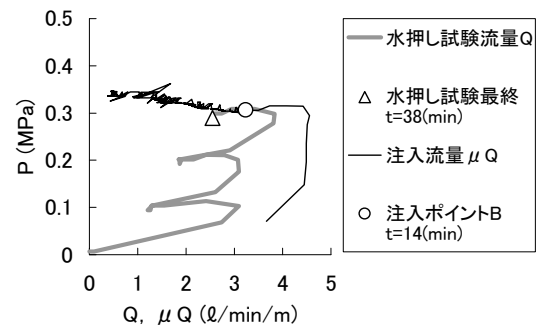 0.5
0.4
0.3
0.2
0.1
0
P (MPa)
0 1 2 3 4 5
Q, μQ (ℓ/min/m)
水押し試験流量Q
水押し試験最終
t=38(min)
注入流量μQ
注入ポイントB
t=14(min)